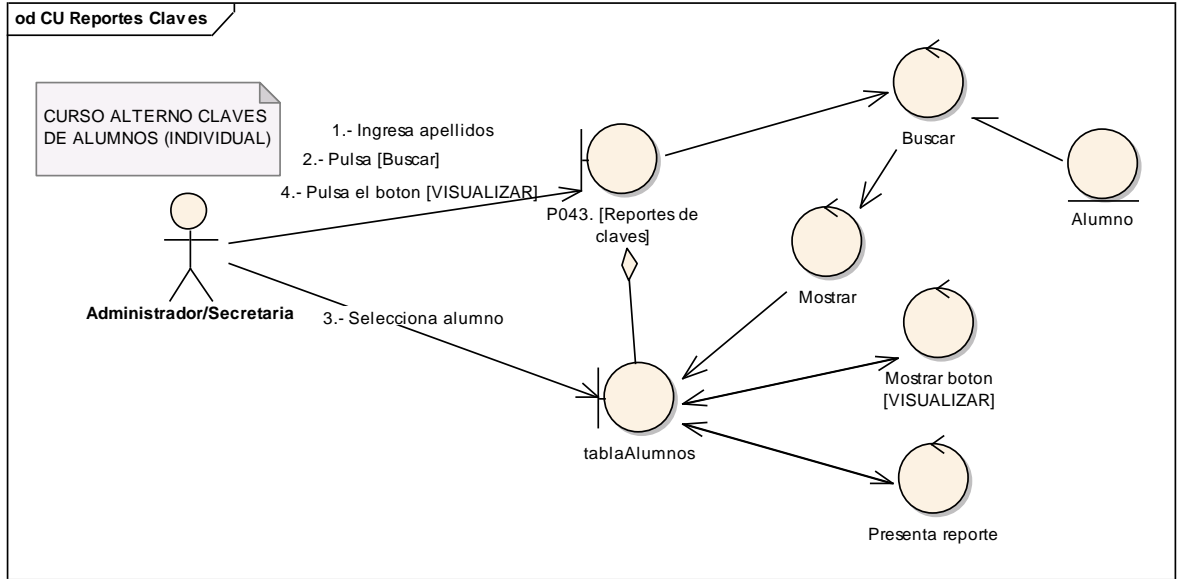 od CU Reportes Claves
CURSO ALTERNO CLAVES
DE ALUMNOS (INDIVIDUAL)
1.- Ingresa apellidos
2.- Pulsa [Buscar]
4.- Pulsa el boton [VISUALIZAR]
P043. [Reportes de
claves]
Buscar
Alumno
Mostrar
Administrador/Secretaria
3.- Selecciona alumno
Mostrar boton
[VISUALIZAR]
tablaAlumnos
Presenta reporte